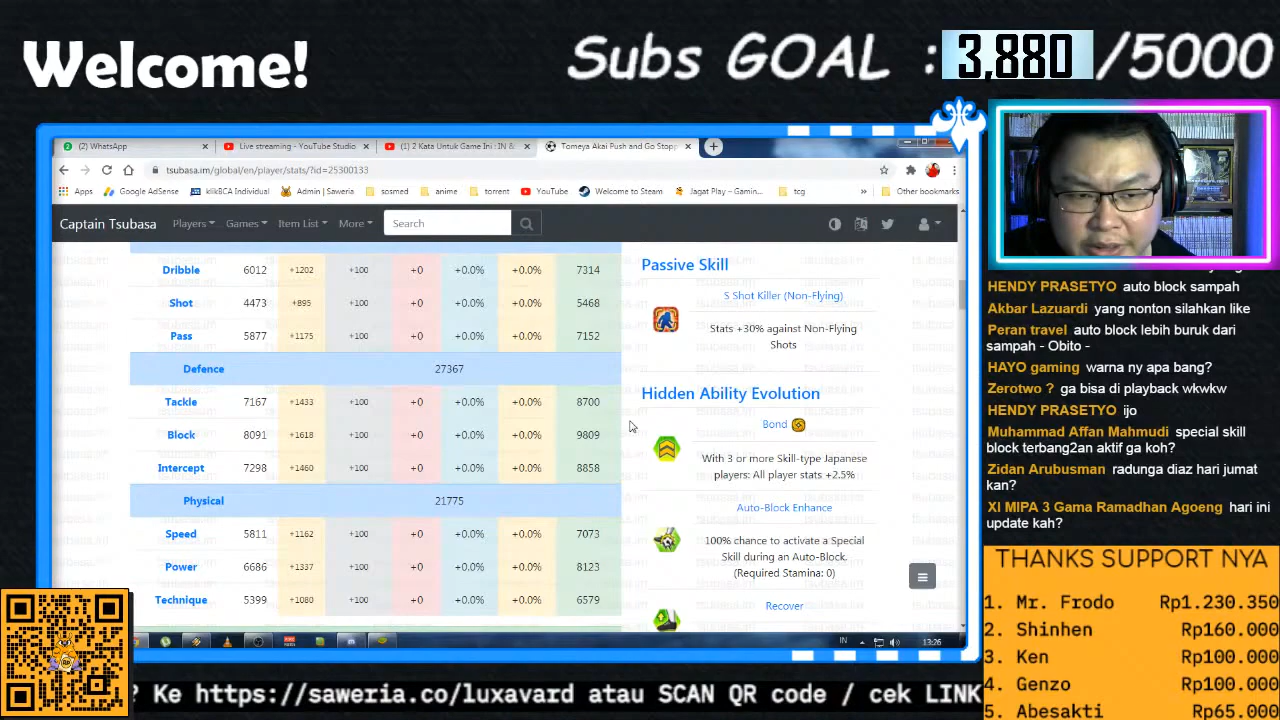 Welcome!
Subs GOAL : 3,880 /5000
(2) WhatsApp
Live streaming - YouTube Studio
(1) 2 Kata Untuk Game Ini : IN &
Tomeya Akai Push and Go Stopp
tsubasa.im/global/en/player/stats/?id=25300133
Apps
Google AdSense
klikBCA Individual
Admin | Saweria
sosmed
anime
torrent
YouTube
Welcome to Steam
Jagat Play – Gamin...
tcg
»
Other bookmarks
Captain Tsubasa
Players
Games
Item List
More
Search
Dribble 6012 +1202 +100 +0 +0.0% +0.0% 7314
Shot 4473 +895 +100 +0 +0.0% +0.0% 5468
Pass 5877 +1175 +100 +0 +0.0% +0.0% 7152
Defence 27367
Tackle 7167 +1433 +100 +0 +0.0% +0.0% 8700
Block 8091 +1618 +100 +0 +0.0% +0.0% 9809
Intercept 7298 +1460 +100 +0 +0.0% +0.0% 8858
Physical 21775
Speed 5811 +1162 +100 +0 +0.0% +0.0% 7073
Power 6686 +1337 +100 +0 +0.0% +0.0% 8123
Technique 5399 +1080 +100 +0 +0.0% +0.0% 6579
Passive Skill
S Shot Killer (Non-Flying)
Stats +30% against Non-Flying
Shots
Hidden Ability Evolution
Bond
With 3 or more Skill-type Japanese
players: All player stats +2.5%
Auto-Block Enhance
100% chance to activate a Special
Skill during an Auto-Block.
(Required Stamina: 0)
Recover
IN
13:26
HENDY PRASETYO auto block sampah
Akbar Lazuardi yang nonton silahkan like
Peran travel auto block lebih buruk dari
sampah - Obito -
HAYO gaming warna ny apa bang?
Zerotwo ? ga bisa di playback wkwkw
HENDY PRASETYO ijo
Muhammad Affan Mahmudi special skill
block terbang2an aktif ga koh?
Zidan Arubusman radunga diaz hari jumat
kan?
XI MIPA 3 Gama Ramadhan Agoeng hari ini
update kah?
THANKS SUPPORT NYA
1. Mr. Frodo Rp1.230.350
2. Shinhen Rp160.000
3. Ken Rp100.000
4. Genzo Rp100.000
5. Abesakti Rp65.000
? Ke https://saweria.co/luxavard atau SCAN QR code / cek LINK